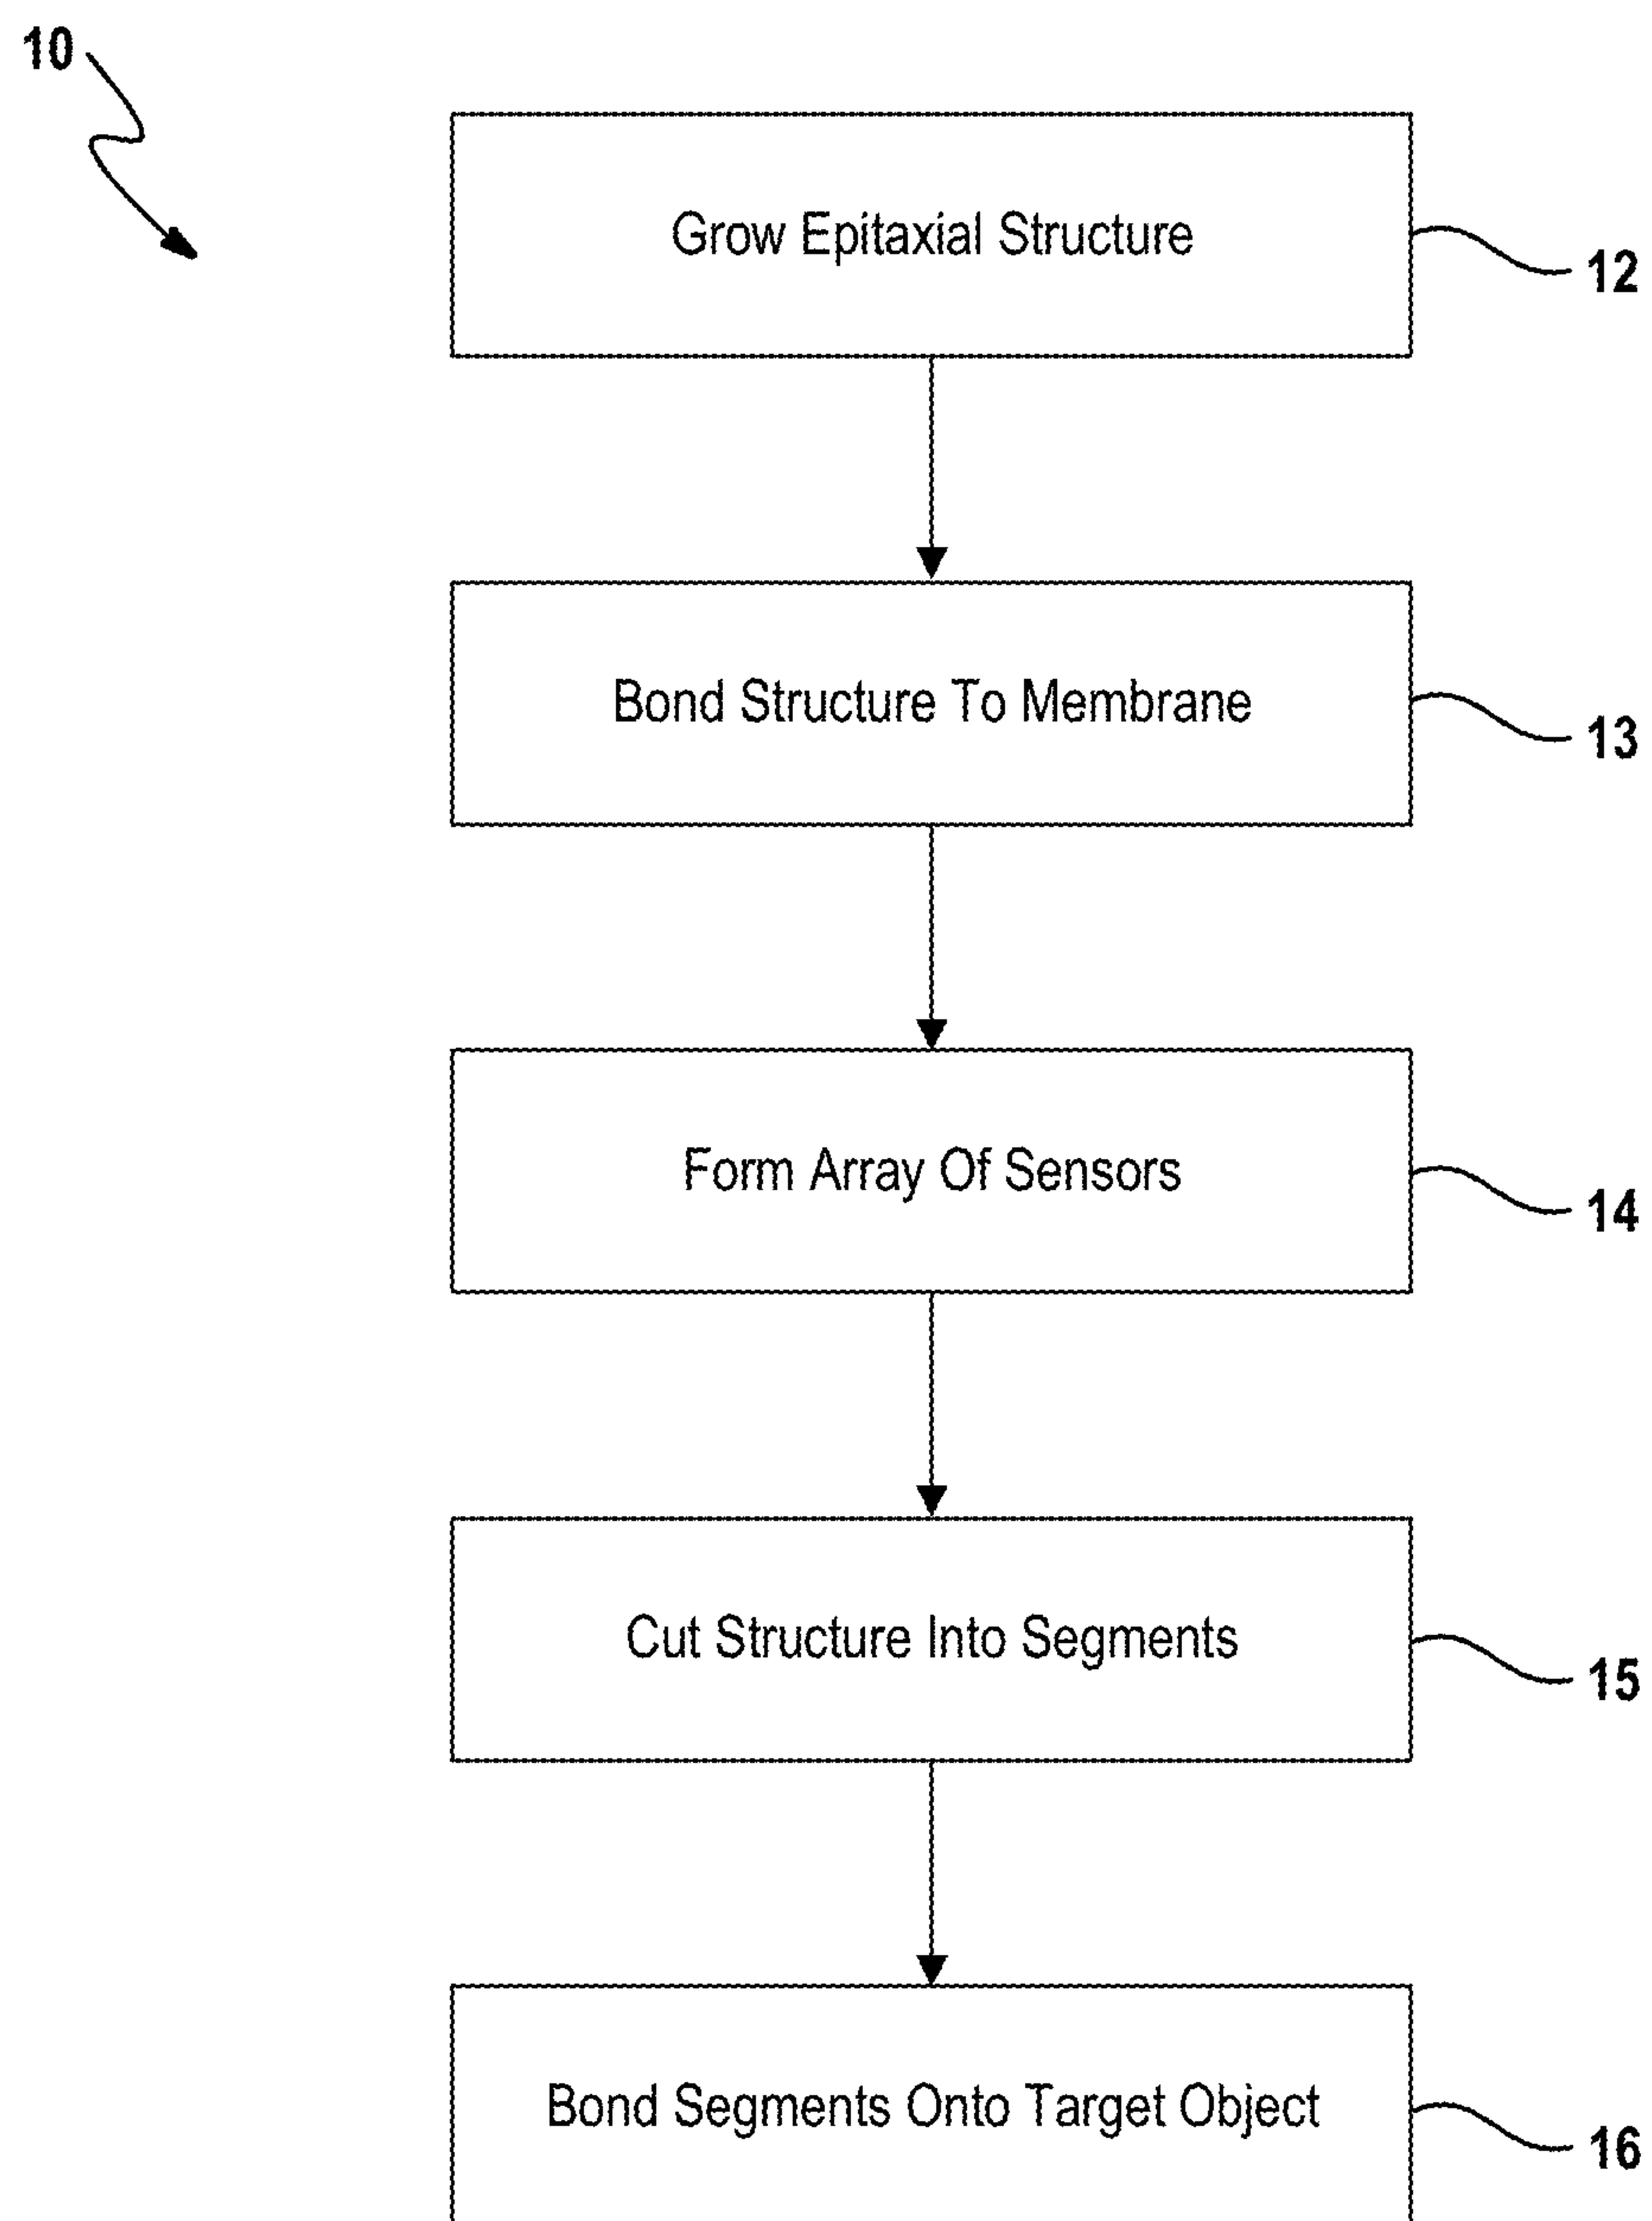 10
Grow Epitaxial Structure
12
Bond Structure To Membrane
13
Form Array Of Sensors
14
Cut Structure Into Segments
15
Bond Segments Onto Target Object
16